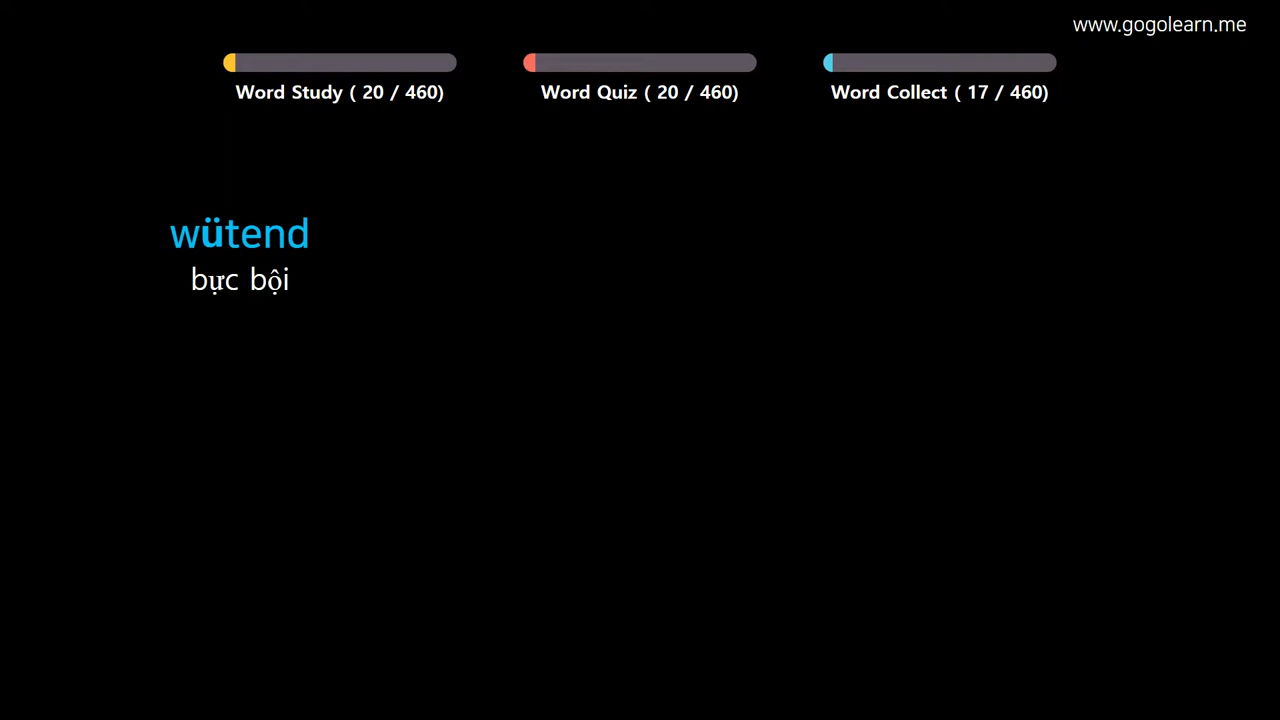 www.gogolearn.me
Word Study ( 20 / 460)
Word Quiz ( 20 / 460)
Word Collect ( 17 / 460)
wütend
bực bội